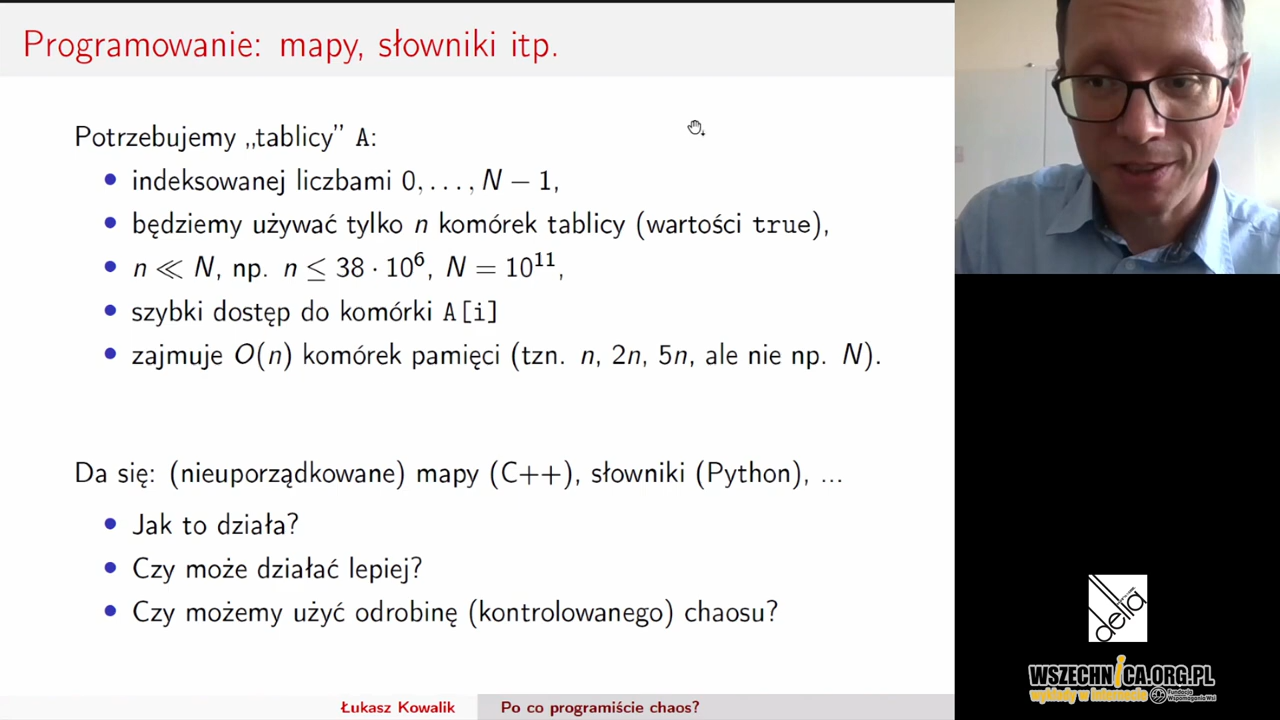 Programowanie: mapy, słowniki itp.
Potrzebujemy „tablicy” A:
• indeksowanej liczbami 0, . . . , N − 1,
• będziemy używać tylko n komórek tablicy (wartości true),
• n ≪ N, np. n ≤ 38 · 10⁶, N = 10¹¹,
• szybki dostęp do komórki A[i]
• zajmuje O(n) komórek pamięci (tzn. n, 2n, 5n, ale nie np. N).
Da się: (nieuporządkowane) mapy (C++), słowniki (Python), ...
• Jak to działa?
• Czy może działać lepiej?
• Czy możemy użyć odrobinę (kontrolowanego) chaosu?
Łukasz Kowalik
Po co programiście chaos?
delta
WSZECHNICA.ORG.PL
wykłady w internecie
Fundacja
Wspomagania Wsi